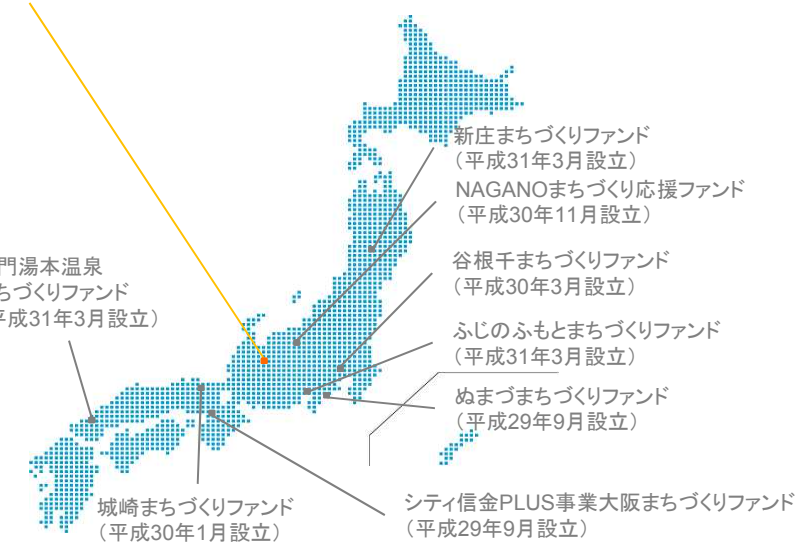 新庄まちづくりファンド
（平成31年3月設立）
NAGANOまちづくり応援ファンド
（平成30年11月設立）
谷根千まちづくりファンド
（平成30年3月設立）
門湯本温泉
ちづくりファンド
平成31年3月設立）
ふじのふもとまちづくりファンド
（平成31年3月設立）
ぬまづまちづくりファンド
（平成29年9月設立）
城崎まちづくりファンド
（平成30年1月設立）
シティ信金PLUS事業大阪まちづくりファンド
（平成29年9月設立）